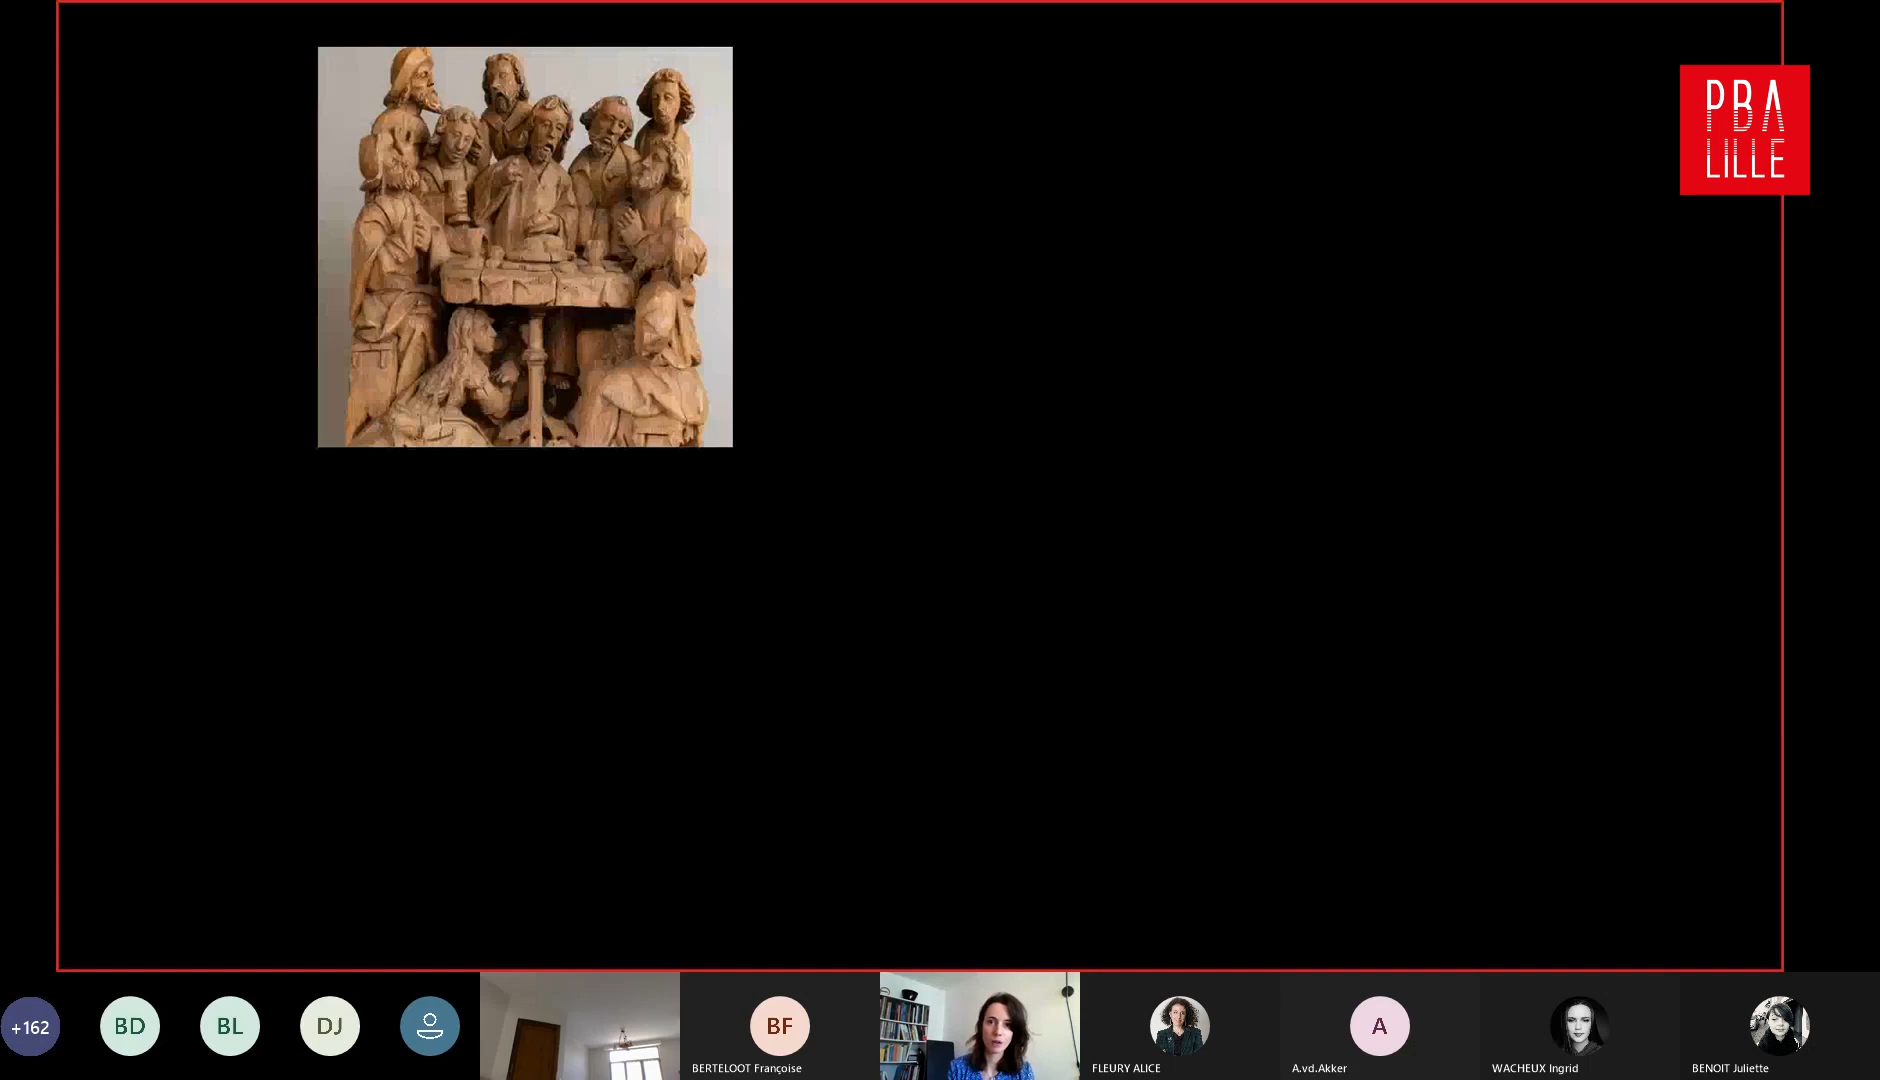 PBA
LILLE
+162
BD
BL
DJ
BF
BERTELOOT Françoise
FLEURY ALICE
A
A.vd.Akker
WACHEUX Ingrid
BENOIT Juliette